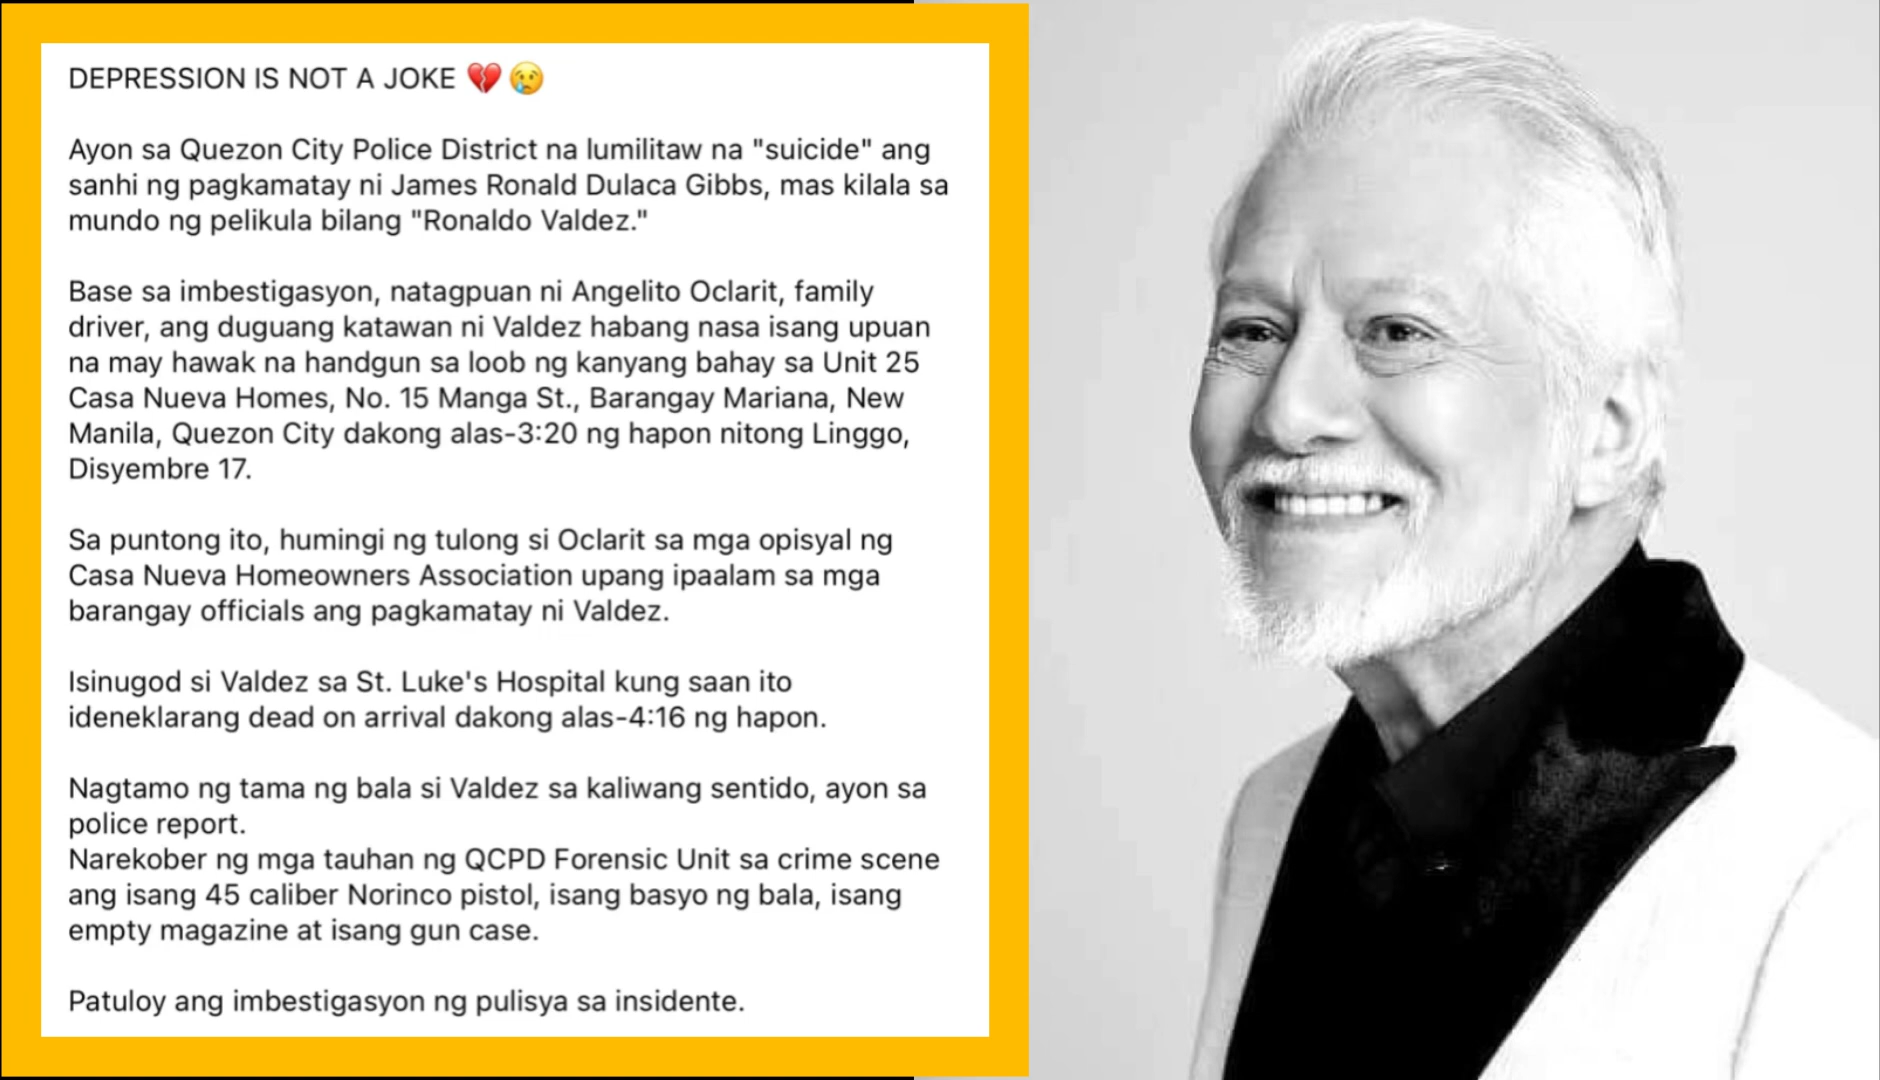 DEPRESSION IS NOT A JOKE 💔 😢
Ayon sa Quezon City Police District na lumilitaw na "suicide" ang
sanhi ng pagkamatay ni James Ronald Dulaca Gibbs, mas kilala sa
mundo ng pelikula bilang "Ronaldo Valdez."
Base sa imbestigasyon, natagpuan ni Angelito Oclarit, family
driver, ang duguang katawan ni Valdez habang nasa isang upuan
na may hawak na handgun sa loob ng kanyang bahay sa Unit 25
Casa Nueva Homes, No. 15 Manga St., Barangay Mariana, New
Manila, Quezon City dakong alas-3:20 ng hapon nitong Linggo,
Disyembre 17.
Sa puntong ito, humingi ng tulong si Oclarit sa mga opisyal ng
Casa Nueva Homeowners Association upang ipaalam sa mga
barangay officials ang pagkamatay ni Valdez.
Isinugod si Valdez sa St. Luke's Hospital kung saan ito
ideneklarang dead on arrival dakong alas-4:16 ng hapon.
Nagtamo ng tama ng bala si Valdez sa kaliwang sentido, ayon sa
police report.
Narekober ng mga tauhan ng QCPD Forensic Unit sa crime scene
ang isang 45 caliber Norinco pistol, isang basyo ng bala, isang
empty magazine at isang gun case.
Patuloy ang imbestigasyon ng pulisya sa insidente.